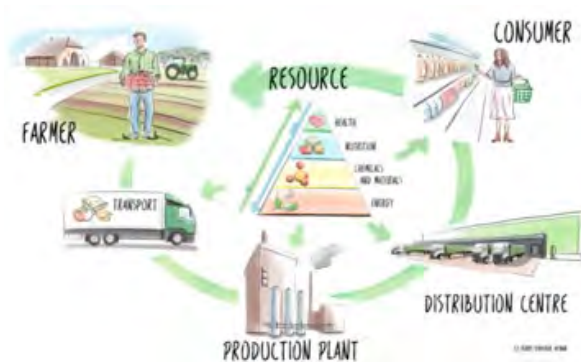 CONSUMER
RESOURCE
FARMER
HEALTH
NUTRITION
CHEMICALS
AND MATERIALS
ENERGY
TRANSPORT
DISTRIBUTION CENTRE
PRODUCTION PLANT